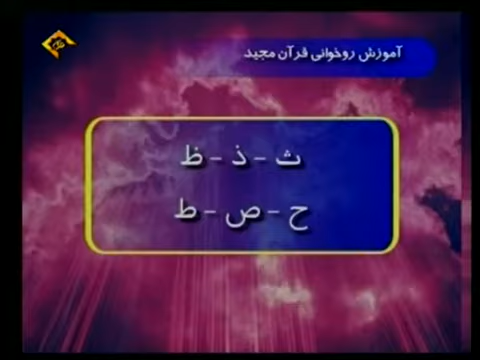 آموزش روخوانی قرآن مجید
ث - ذ - ظ
ح - ص - ط